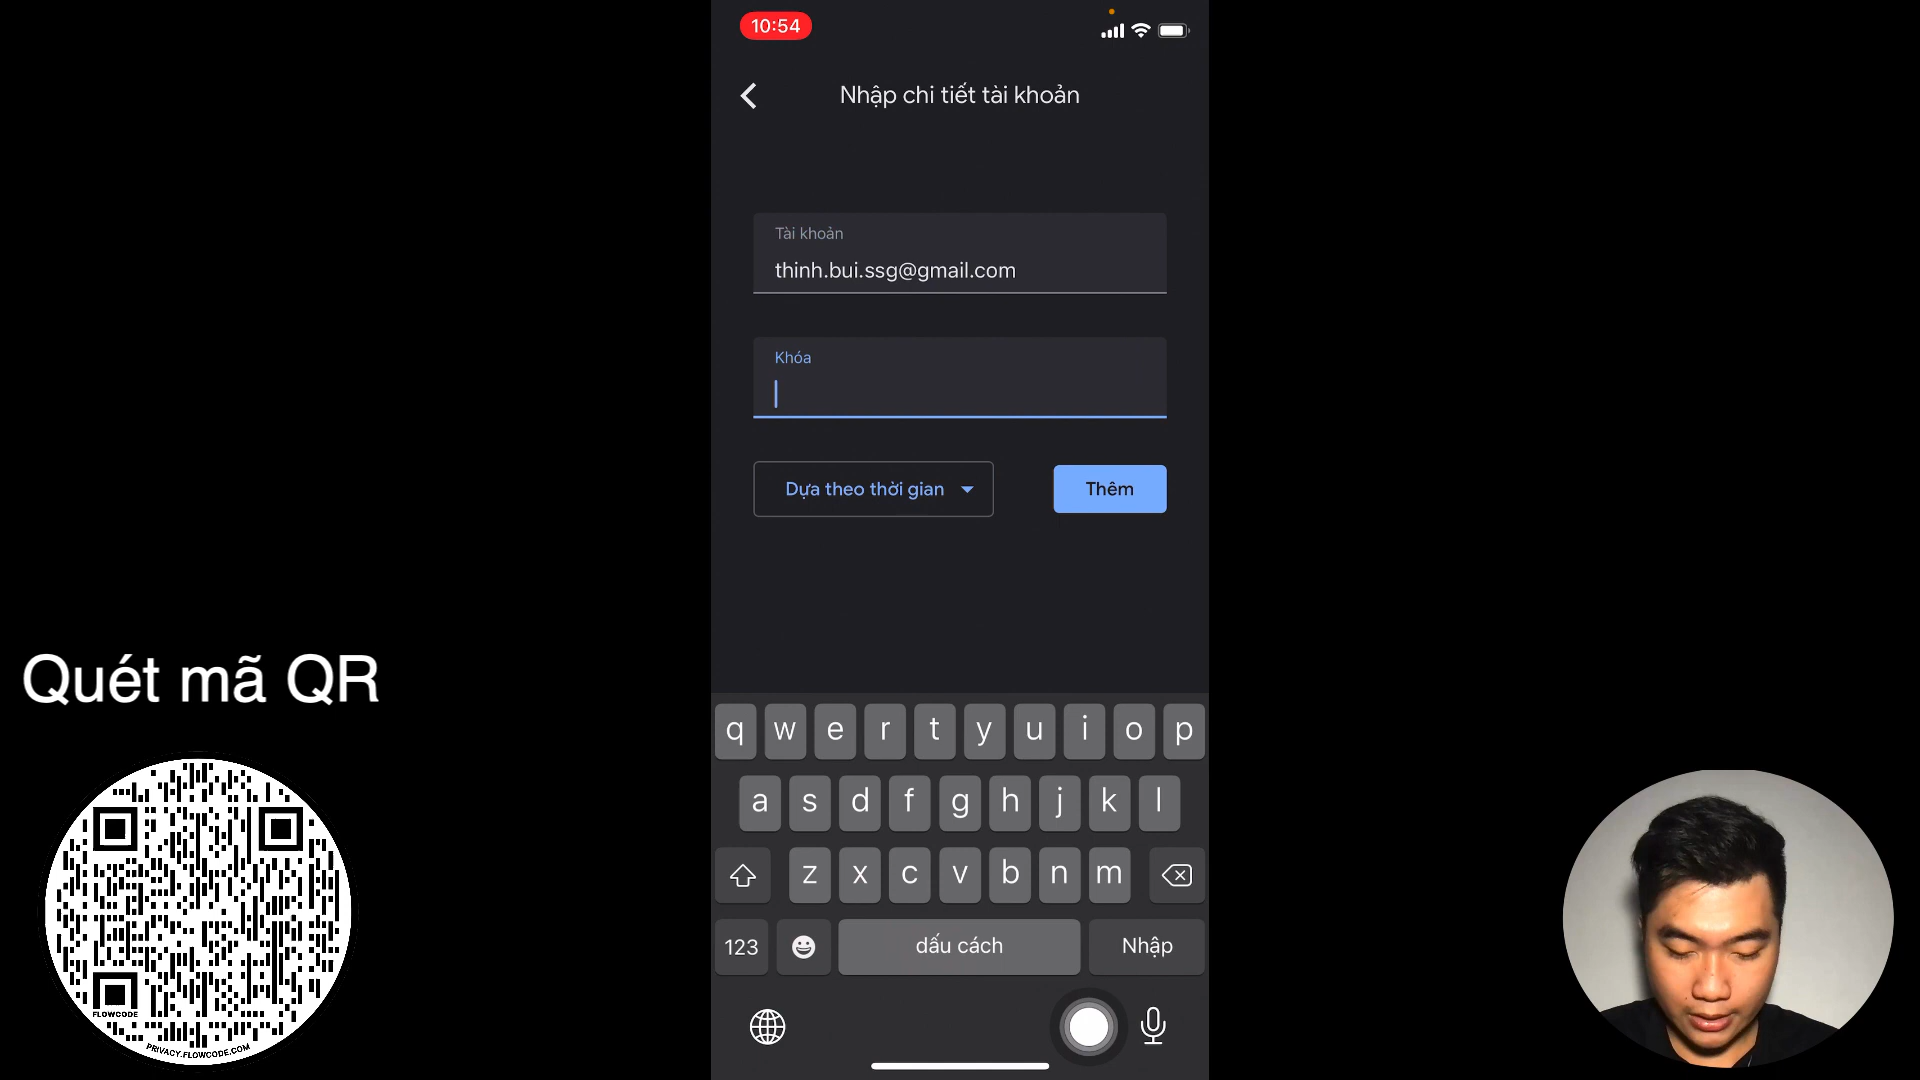 10:54
Nhập chi tiết tài khoản
Tài khoản
thinh.bui.ssg@gmail.com
Khóa
Dựa theo thời gian
Thêm
Quét mã QR
q w e r t y u i o p
a s d f g h j k l
z x c v b n m
123 dấu cách Nhập
FLOWCODE
PRIVACY.FLOWCODE.COM